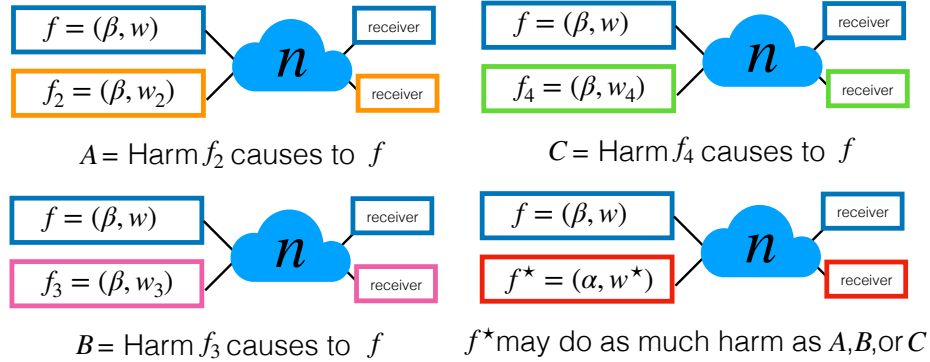 f = (β, w)
n
receiver
f₂ = (β, w₂)
receiver
A = Harm f₂ causes to f
f = (β, w)
n
receiver
f₄ = (β, w₄)
receiver
C = Harm f₄ causes to f
f = (β, w)
n
receiver
f₃ = (β, w₃)
receiver
B = Harm f₃ causes to f
f = (β, w)
n
receiver
f★ = (α, w★)
receiver
f★ may do as much harm as A,B,or C